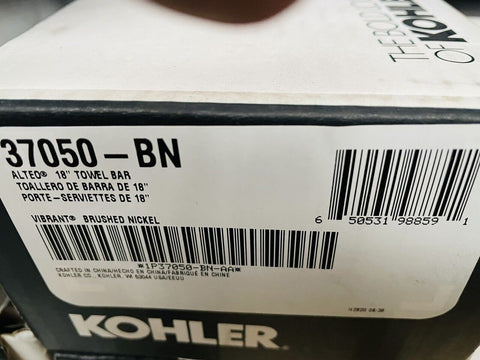 THE BOLD LOOK
OF KOHLER
37050-BN
ALTEO® 18" TOWEL BAR
TOALLERO DE BARRA DE 18"
PORTE-SERVIETTES DE 18"
VIBRANT® BRUSHED NICKEL
6 50531 98859 1
*1P37050-BN-AA*
CRAFTED IN CHINA/HECHO EN CHINA/FABRIQUÉ EN CHINE
KOHLER CO. KOHLER, WI 53044 USA/EEUU
KOHLER